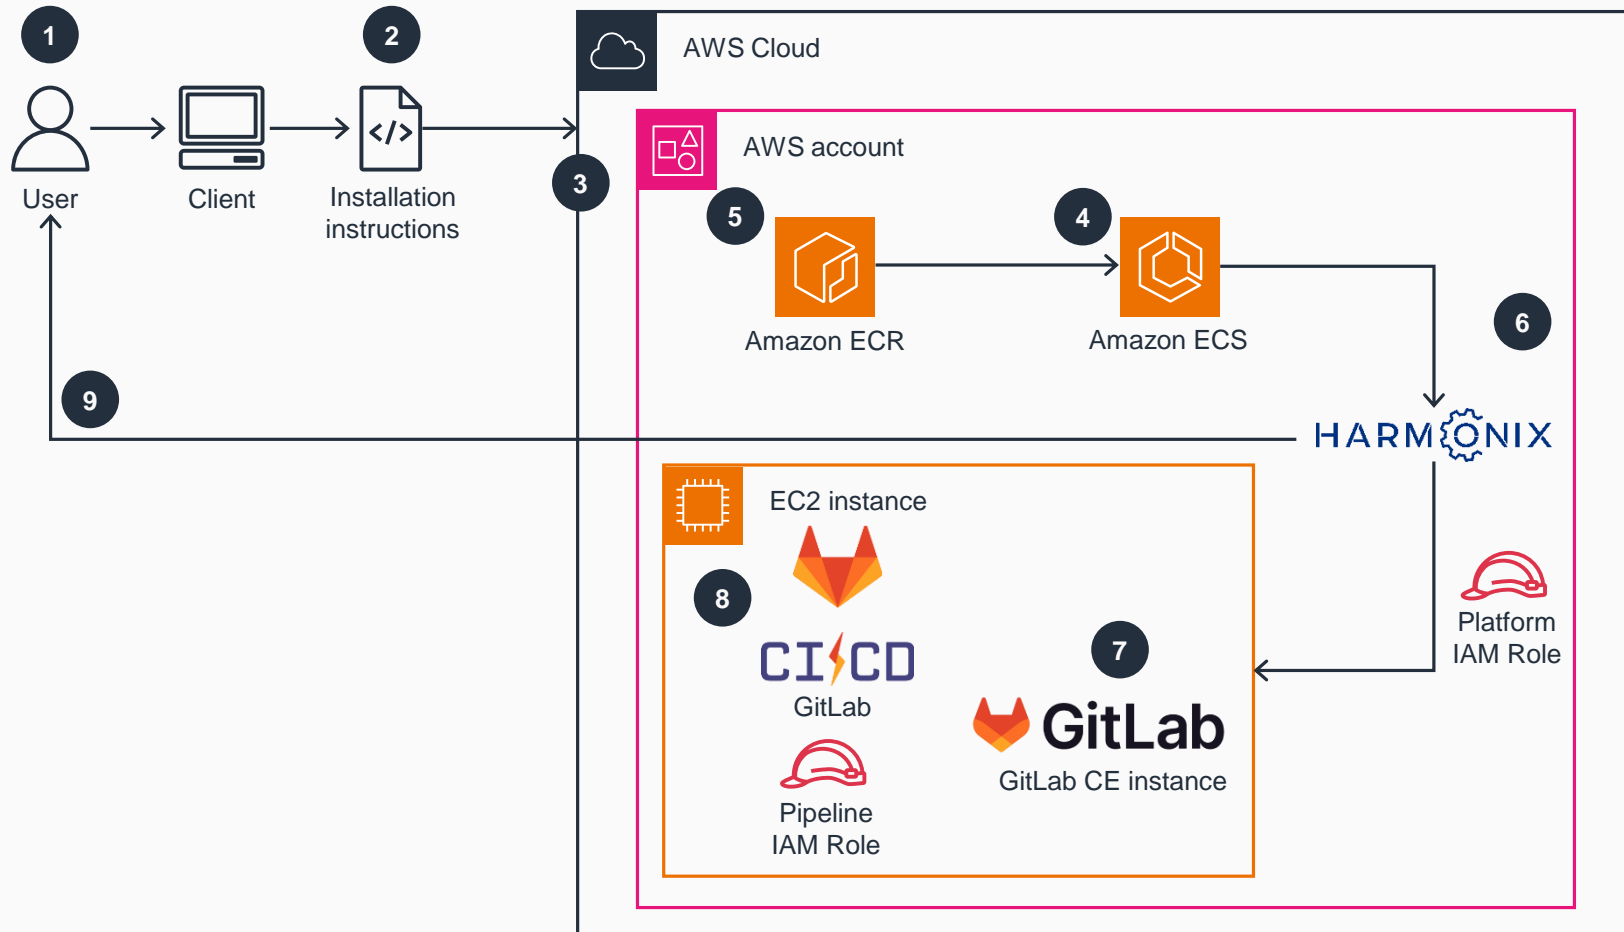 1
2
AWS Cloud
User
Client
Installation
instructions
</>
3
AWS account
5
4
Amazon ECR
Amazon ECS
6
9
HARMONIX
EC2 instance
8
CI/CD
GitLab
7
GitLab
GitLab CE instance
Pipeline
IAM Role
Platform
IAM Role